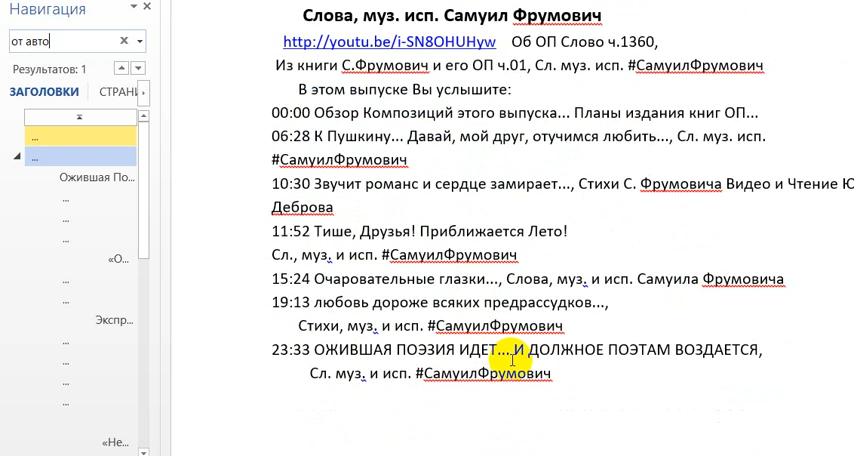 Навигация
от авто
Результатов: 1
ЗАГОЛОВКИ СТРАНИ
...
...
Ожившая По...
...
...
...
«О...
...
...
Экспр...
...
...
...
...
«Не...
Слова, муз. исп. Самуил Фрумович
http://youtu.be/i-SN8OHUHyw Об ОП Слово ч.1360,
Из книги С.Фрумович и его ОП ч.01, Сл. муз. исп. #СамуилФрумович
В этом выпуске Вы услышите:
00:00 Обзор Композиций этого выпуска... Планы издания книг ОП...
06:28 К Пушкину... Давай, мой друг, отучимся любить..., Сл. муз. исп.
#СамуилФрумович
10:30 Звучит романс и сердце замирает..., Стихи С. Фрумовича Видео и Чтение Ю
Деброва
11:52 Тише, Друзья! Приближается Лето!
Сл., муз. и исп. #СамуилФрумович
15:24 Очаровательные глазки..., Слова, муз. и исп. Самуила Фрумовича
19:13 любовь дороже всяких предрассудков...,
Стихи, муз. и исп. #СамуилФрумович
23:33 ОЖИВШАЯ ПОЭЗИЯ ИДЕТ....И ДОЛЖНОЕ ПОЭТАМ ВОЗДАЕТСЯ,
Сл. муз. и исп. #СамуилФрумович